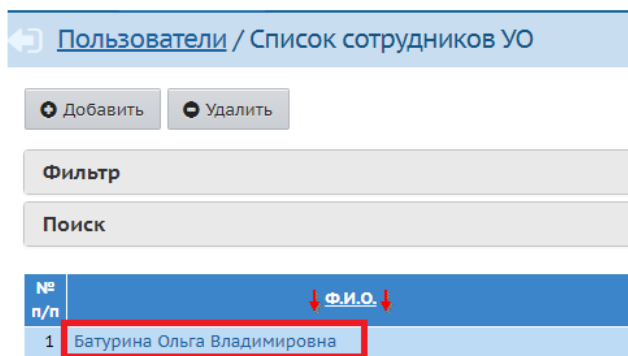 Пользователи / Список сотрудников УО
Добавить Удалить
Фильтр
Поиск
№ п/п Ф.И.О.
1 Батурина Ольга Владимировна